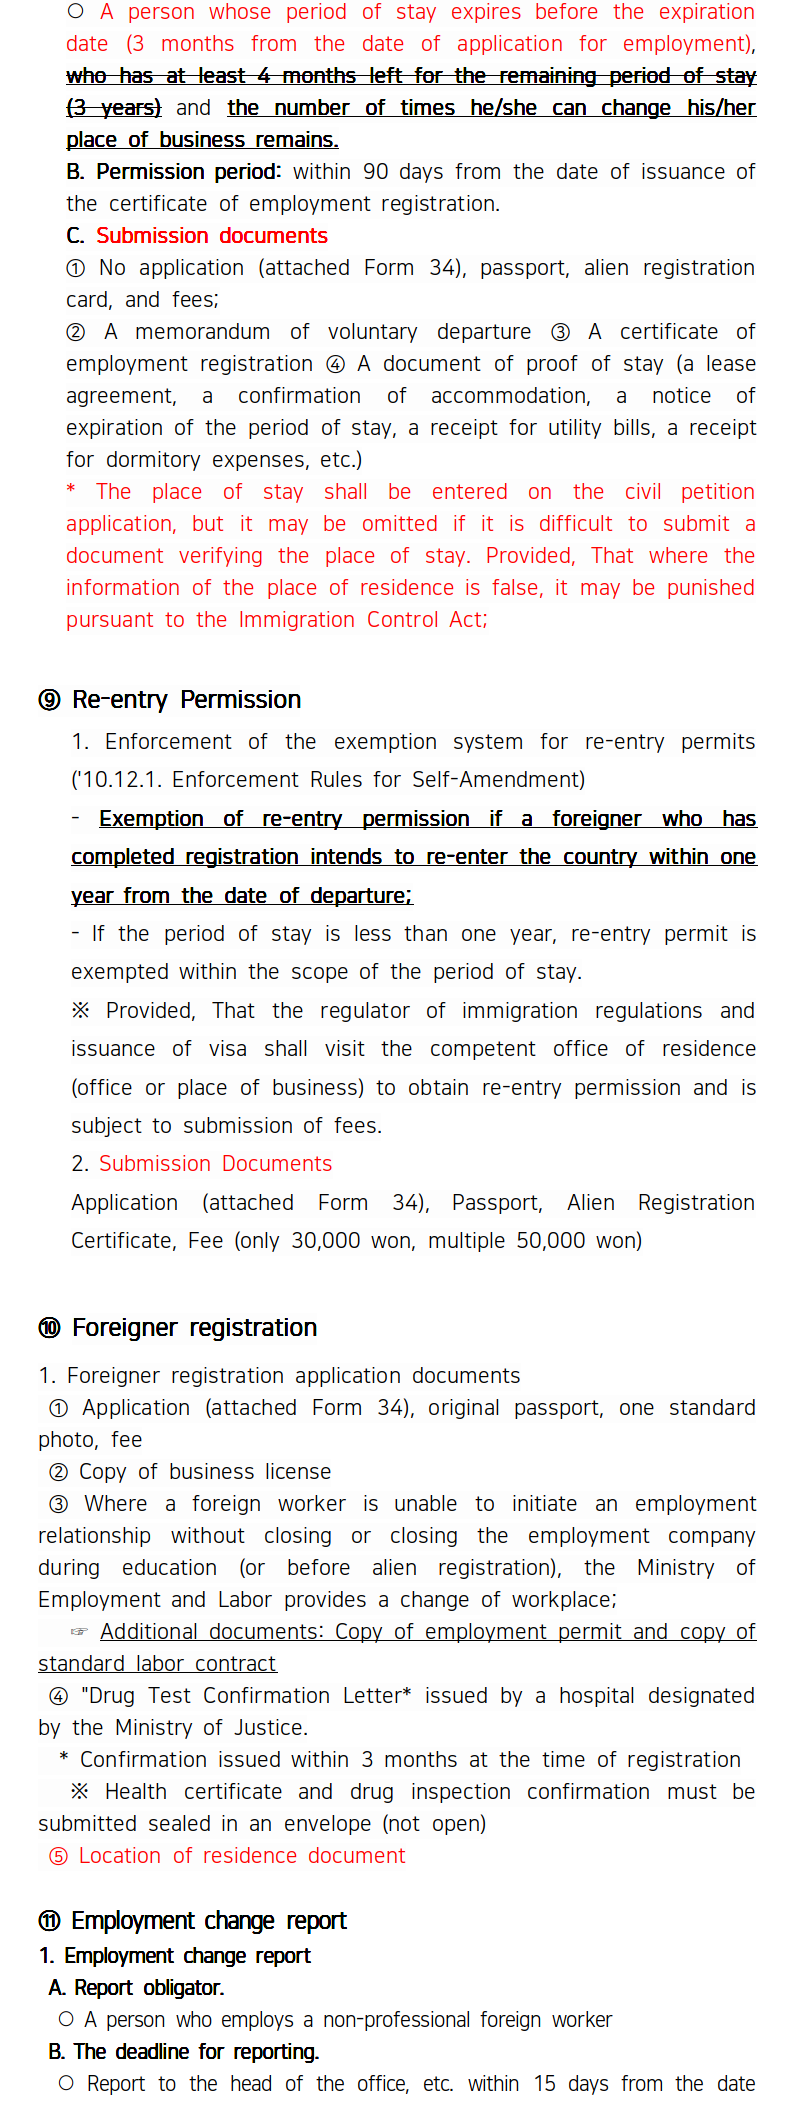 ○ A person whose period of stay expires before the expiration
date (3 months from the date of application for employment),
who has at least 4 months left for the remaining period of stay
(3 years) and the number of times he/she can change his/her
place of business remains.
B. Permission period: within 90 days from the date of issuance of
the certificate of employment registration.
C. Submission documents
① No application (attached Form 34), passport, alien registration
card, and fees;
② A memorandum of voluntary departure ③ A certificate of
employment registration ④ A document of proof of stay (a lease
agreement, a confirmation of accommodation, a notice of
expiration of the period of stay, a receipt for utility bills, a receipt
for dormitory expenses, etc.)
* The place of stay shall be entered on the civil petition
application, but it may be omitted if it is difficult to submit a
document verifying the place of stay. Provided, That where the
information of the place of residence is false, it may be punished
pursuant to the Immigration Control Act;
⑨ Re-entry Permission
1. Enforcement of the exemption system for re-entry permits
('10.12.1. Enforcement Rules for Self-Amendment)
- Exemption of re-entry permission if a foreigner who has
completed registration intends to re-enter the country within one
year from the date of departure;
- If the period of stay is less than one year, re-entry permit is
exempted within the scope of the period of stay.
※ Provided, That the regulator of immigration regulations and
issuance of visa shall visit the competent office of residence
(office or place of business) to obtain re-entry permission and is
subject to submission of fees.
2. Submission Documents
Application (attached Form 34), Passport, Alien Registration
Certificate, Fee (only 30,000 won, multiple 50,000 won)
⑩ Foreigner registration
1. Foreigner registration application documents
① Application (attached Form 34), original passport, one standard
photo, fee
② Copy of business license
③ Where a foreign worker is unable to initiate an employment
relationship without closing or closing the employment company
during education (or before alien registration), the Ministry of
Employment and Labor provides a change of workplace;
☞ Additional documents: Copy of employment permit and copy of
standard labor contract
④ "Drug Test Confirmation Letter* issued by a hospital designated
by the Ministry of Justice.
* Confirmation issued within 3 months at the time of registration
※ Health certificate and drug inspection confirmation must be
submitted sealed in an envelope (not open)
⑤ Location of residence document
⑪ Employment change report
1. Employment change report
A. Report obligator.
○ A person who employs a non-professional foreign worker
B. The deadline for reporting.
○ Report to the head of the office, etc. within 15 days from the date